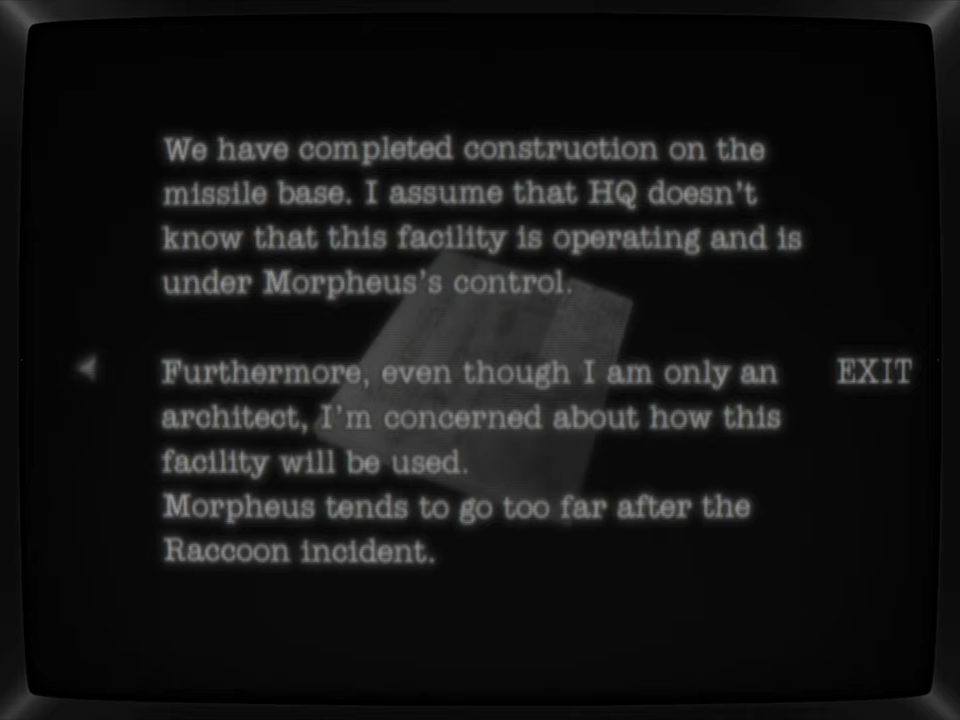 We have completed construction on the
missile base. I assume that HQ doesn't
know that this facility is operating and is
under Morpheus's control.
Furthermore, even though I am only an
architect, I'm concerned about how this
facility will be used.
Morpheus tends to go too far after the
Raccoon incident.
EXIT